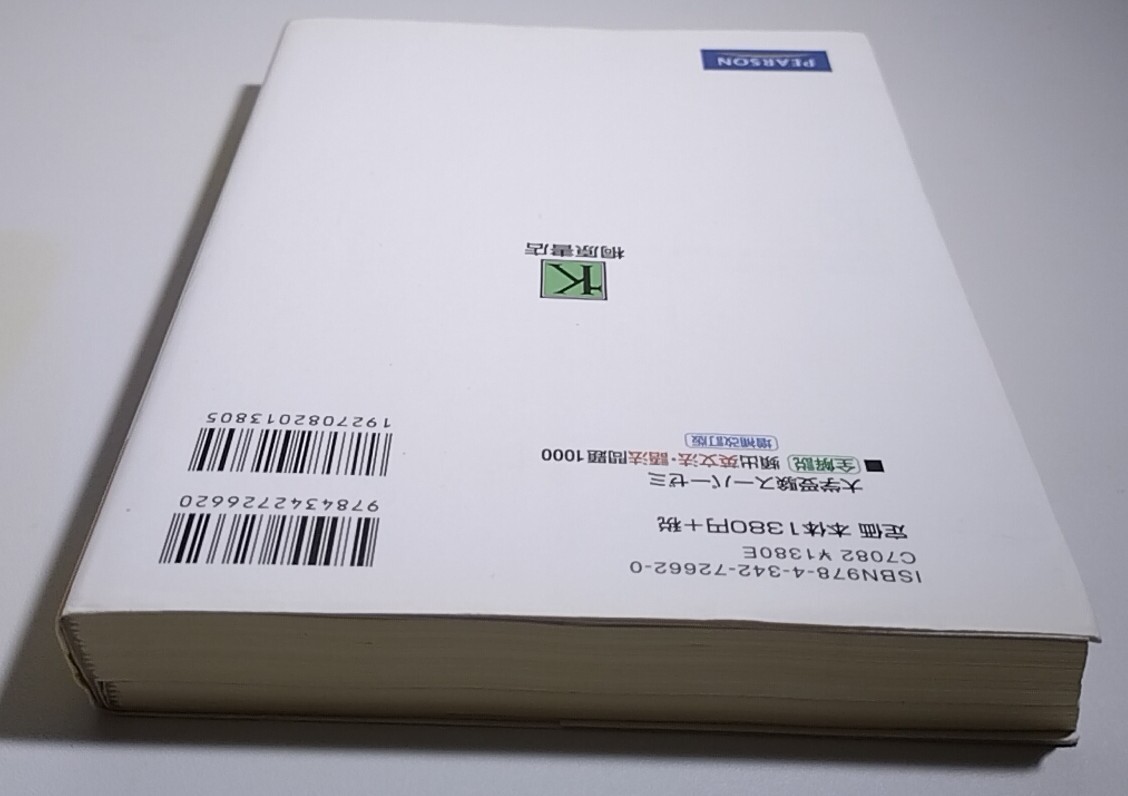 ISBN978-4-342-72662-0
C7082 ¥1380E
定価 本体1380円+税
大学受験スーパーゼミ
■ 全解説 頻出英文法・語法問題1000
増補改訂版
9784342726620
1927082013805
K
桐原書店
PEARSON